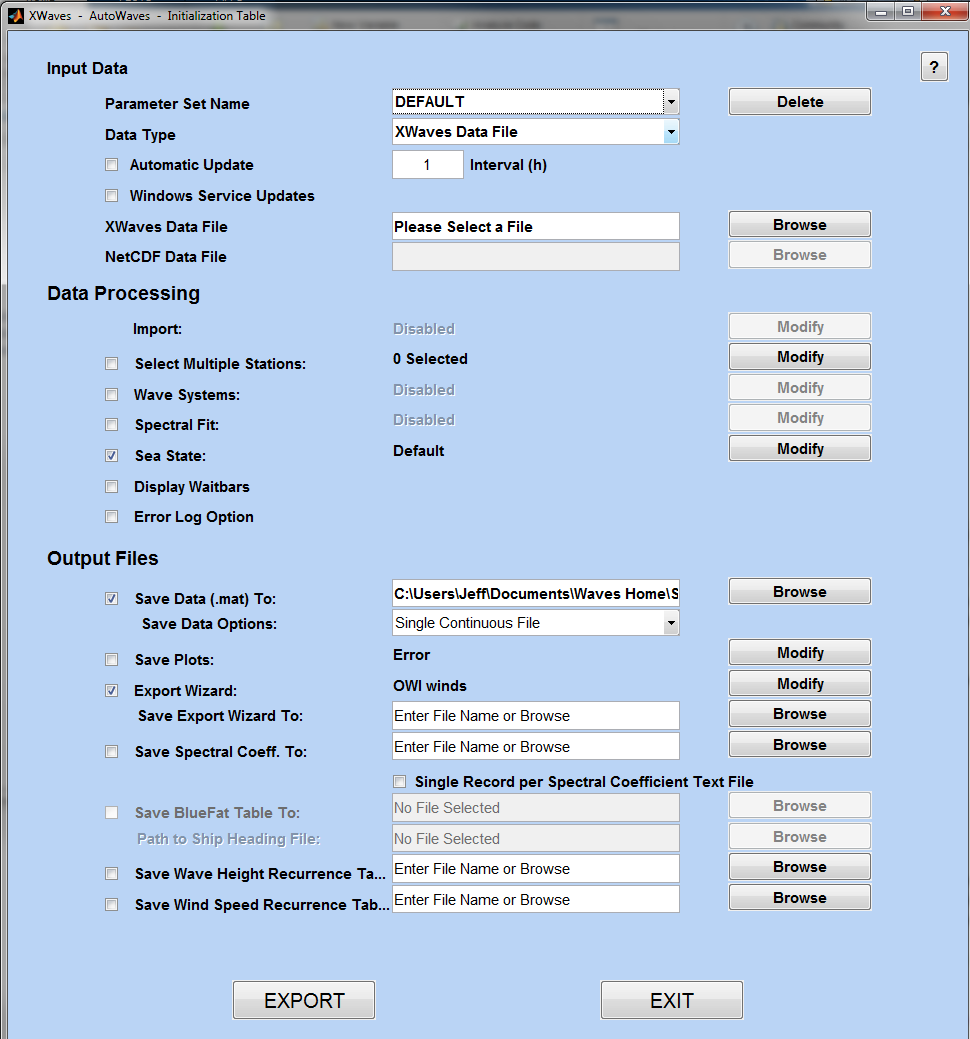 XWaves - AutoWaves - Initialization Table
Input Data
?
Parameter Set Name DEFAULT Delete
Data Type XWaves Data File
Automatic Update 1 Interval (h)
Windows Service Updates
XWaves Data File Please Select a File Browse
NetCDF Data File Browse
Data Processing
Import: Disabled Modify
Select Multiple Stations: 0 Selected Modify
Wave Systems: Disabled Modify
Spectral Fit: Disabled Modify
Sea State: Default Modify
Display Waitbars
Error Log Option
Output Files
Save Data (.mat) To: C:\Users\Jeff\Documents\Waves Home\S Browse
Save Data Options: Single Continuous File
Save Plots: Error Modify
Export Wizard: OWI winds Modify
Save Export Wizard To: Enter File Name or Browse Browse
Save Spectral Coeff. To: Enter File Name or Browse Browse
Single Record per Spectral Coefficient Text File
Save BlueFat Table To: No File Selected Browse
Path to Ship Heading File: No File Selected Browse
Save Wave Height Recurrence Ta... Enter File Name or Browse Browse
Save Wind Speed Recurrence Tab... Enter File Name or Browse Browse
EXPORT EXIT